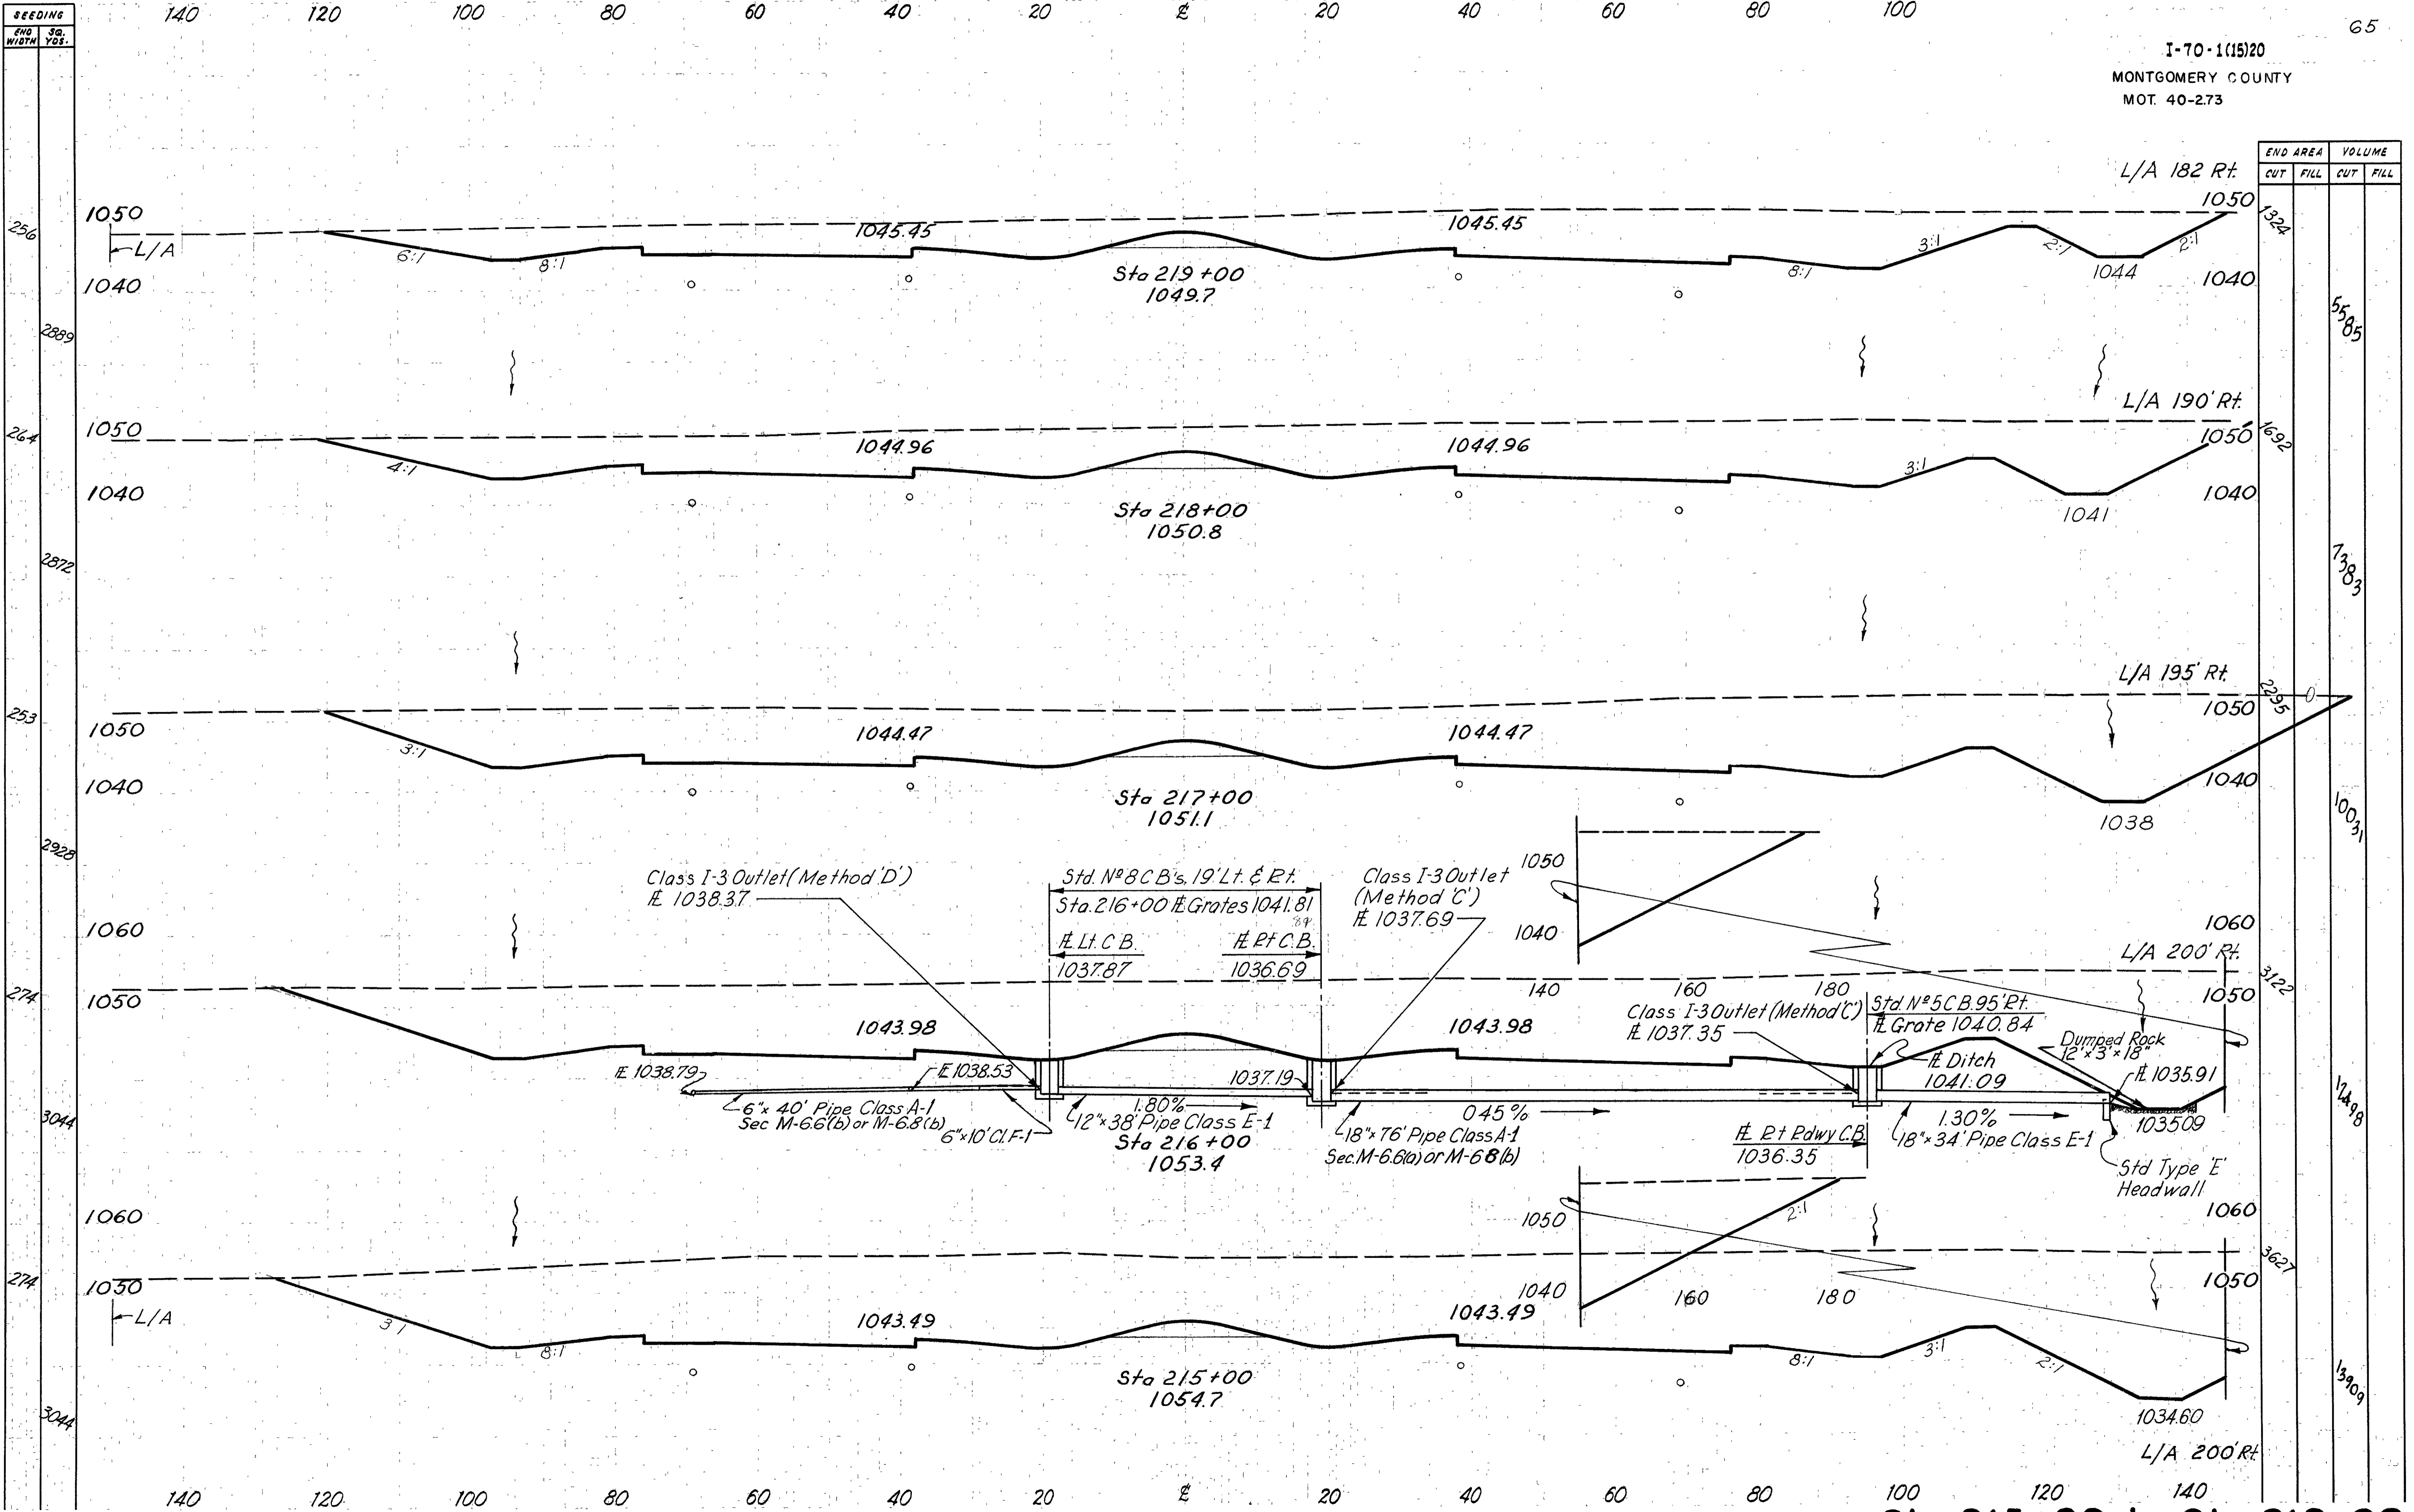 SEEDING
END WIDTH SQ. YDS.
140 120 100 80 60 40 20 ℄ 20 40 60 80 100
65
I-70-1(15)20
MONTGOMERY COUNTY
MOT. 40-2.73
END AREA VOLUME
CUT FILL CUT FILL
L/A 182 Rt.
256 1050 1045.45 1045.45 1050 1324
L/A 6:1 8:1 8:1 3:1 2:1 2:1
Sta 219+00
1049.7
1044
1040 1040
2889 5585
L/A 190' Rt.
264 1050 1044.96 1044.96 1050 1692
4:1 3:1
1040 1040
Sta 218+00
1050.8
1041
2872 7383
L/A 195' Rt.
253 1050 1044.47 1044.47 1050 2295 0
3:1
1040 1040
Sta 217+00
1051.1
1038
2928 10031
Class I-3 Outlet (Method 'D')
℄ 1038.37
Std. Nº 8 C B's, 19' Lt. & Rt.
Sta. 216+00 ℄ Grates 1041.81
℄ Lt. C.B.
1037.87
℄ Rt C.B.
1036.69
Class I-3 Outlet
(Method 'C')
℄ 1037.69
1050
1040
140 160 180
1060 1060
L/A 200' Rt.
274 1050 1043.98 1043.98 1050 3122
Class I-3 Outlet (Method 'C')
℄ 1037.35
Std. Nº 5 C B. 95' Rt.
℄ Grate 1040.84
℄ Ditch
1041.09
Dumped Rock
12'x3'x18"
℄ 1035.91
℄ 1038.79 ℄ 1038.53 1037.19
6"x 40' Pipe Class A-1
Sec M-6.6(b) or M-6.8(b)
6"x10' Cl. F-1
1.80%
12"x38' Pipe Class E-1
Sta 216+00
1053.4
0.45%
18"x76' Pipe Class A-1
Sec. M-6.6(a) or M-6.8(b)
℄ Rt Rdwy C.B.
1036.35
1.30%
18"x34' Pipe Class E-1
1035.09
Std Type 'E'
Headwall
3044 12498
1060 1060
1050
1040
2:1
160 180
274 1050 1043.49 1043.49 1050 3627
L/A 3:1 8:1 8:1 3:1 2:1
Sta 215+00
1054.7
1034.60
L/A 200' Rt.
3044 13909
140 120 100 80 60 40 20 ℄ 20 40 60 80 100 120 140